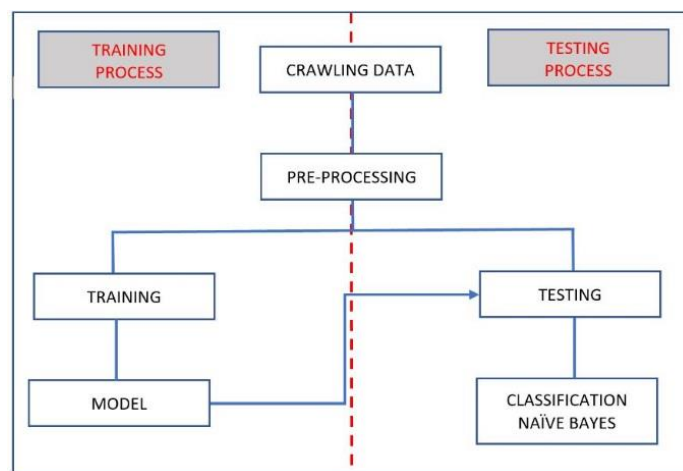 TRAINING
PROCESS
CRAWLING DATA
TESTING
PROCESS
PRE-PROCESSING
TRAINING
TESTING
MODEL
CLASSIFICATION
NAÏVE BAYES